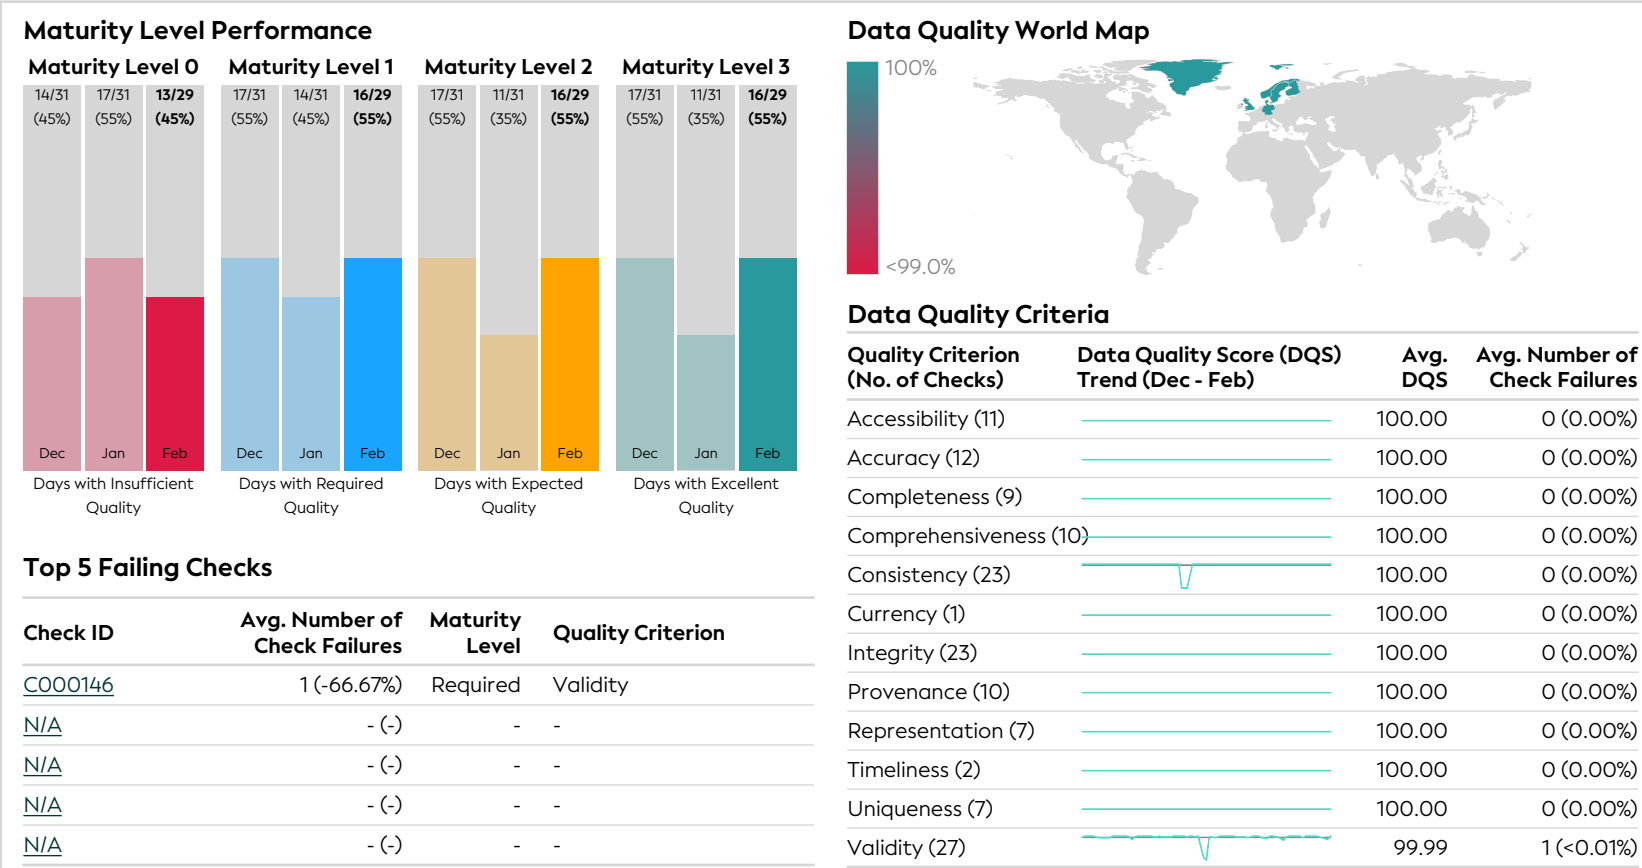 Maturity Level Performance
Maturity Level 0 Maturity Level 1 Maturity Level 2 Maturity Level 3
14/31 17/31 13/29 17/31 14/31 16/29 17/31 11/31 16/29 17/31 11/31 16/29
(45%) (55%) (45%) (55%) (45%) (55%) (55%) (35%) (55%) (55%) (35%) (55%)
Dec Jan Feb Dec Jan Feb Dec Jan Feb Dec Jan Feb
Days with Insufficient Days with Required Days with Expected Days with Excellent
Quality Quality Quality Quality
Top 5 Failing Checks
Avg. Number of Maturity
Check ID Quality Criterion
Check Failures Level
C000146 1 (-66.67%) Required Validity
N/A - (-) - -
N/A - (-) - -
N/A - (-) - -
N/A - (-) - -
Data Quality World Map
100%
<99.0%
Data Quality Criteria
Quality Criterion Data Quality Score (DQS) Avg. Avg. Number of
(No. of Checks) Trend (Dec - Feb) DQS Check Failures
Accessibility (11) 100.00 0 (0.00%)
Accuracy (12) 100.00 0 (0.00%)
Completeness (9) 100.00 0 (0.00%)
Comprehensiveness (10) 100.00 0 (0.00%)
Consistency (23) 100.00 0 (0.00%)
Currency (1) 100.00 0 (0.00%)
Integrity (23) 100.00 0 (0.00%)
Provenance (10) 100.00 0 (0.00%)
Representation (7) 100.00 0 (0.00%)
Timeliness (2) 100.00 0 (0.00%)
Uniqueness (7) 100.00 0 (0.00%)
Validity (27) 99.99 1 (<0.01%)